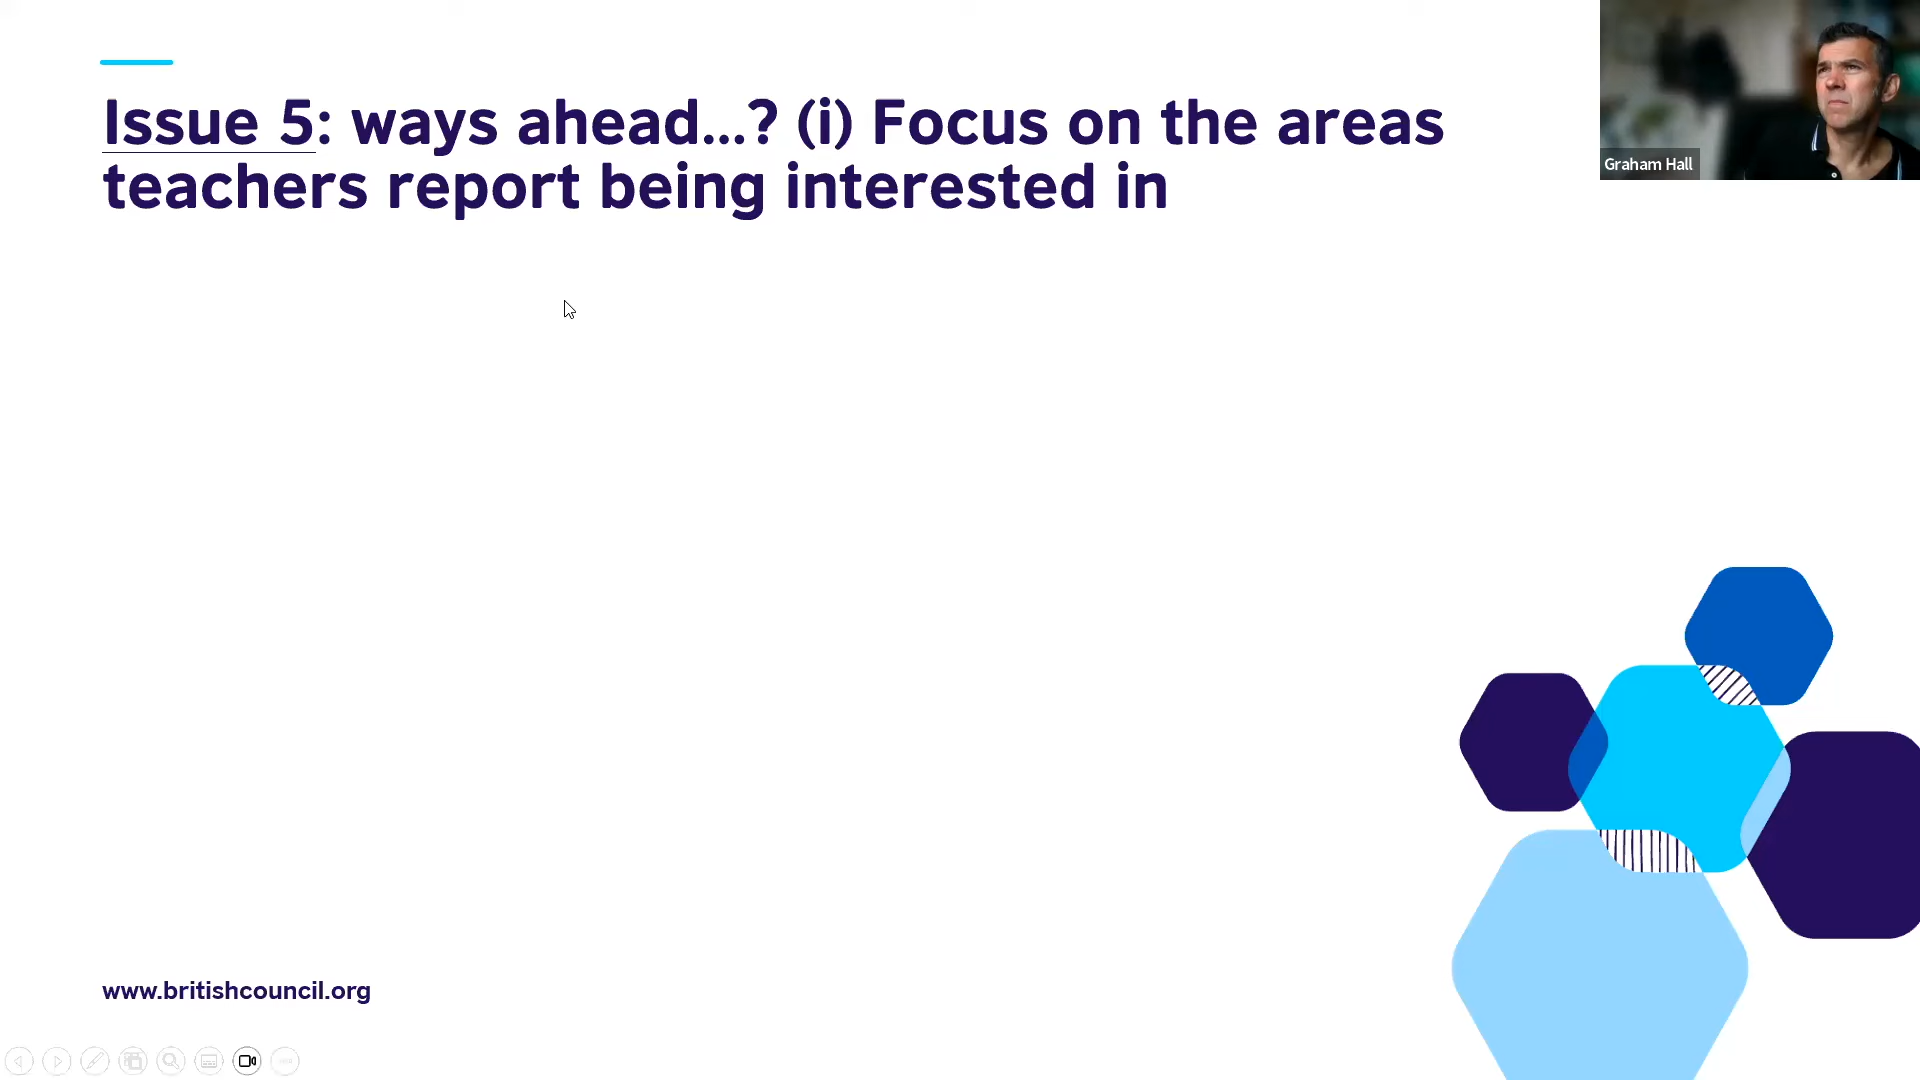 Issue 5: ways ahead...? (i) Focus on the areas
teachers report being interested in
Graham Hall
www.britishcouncil.org